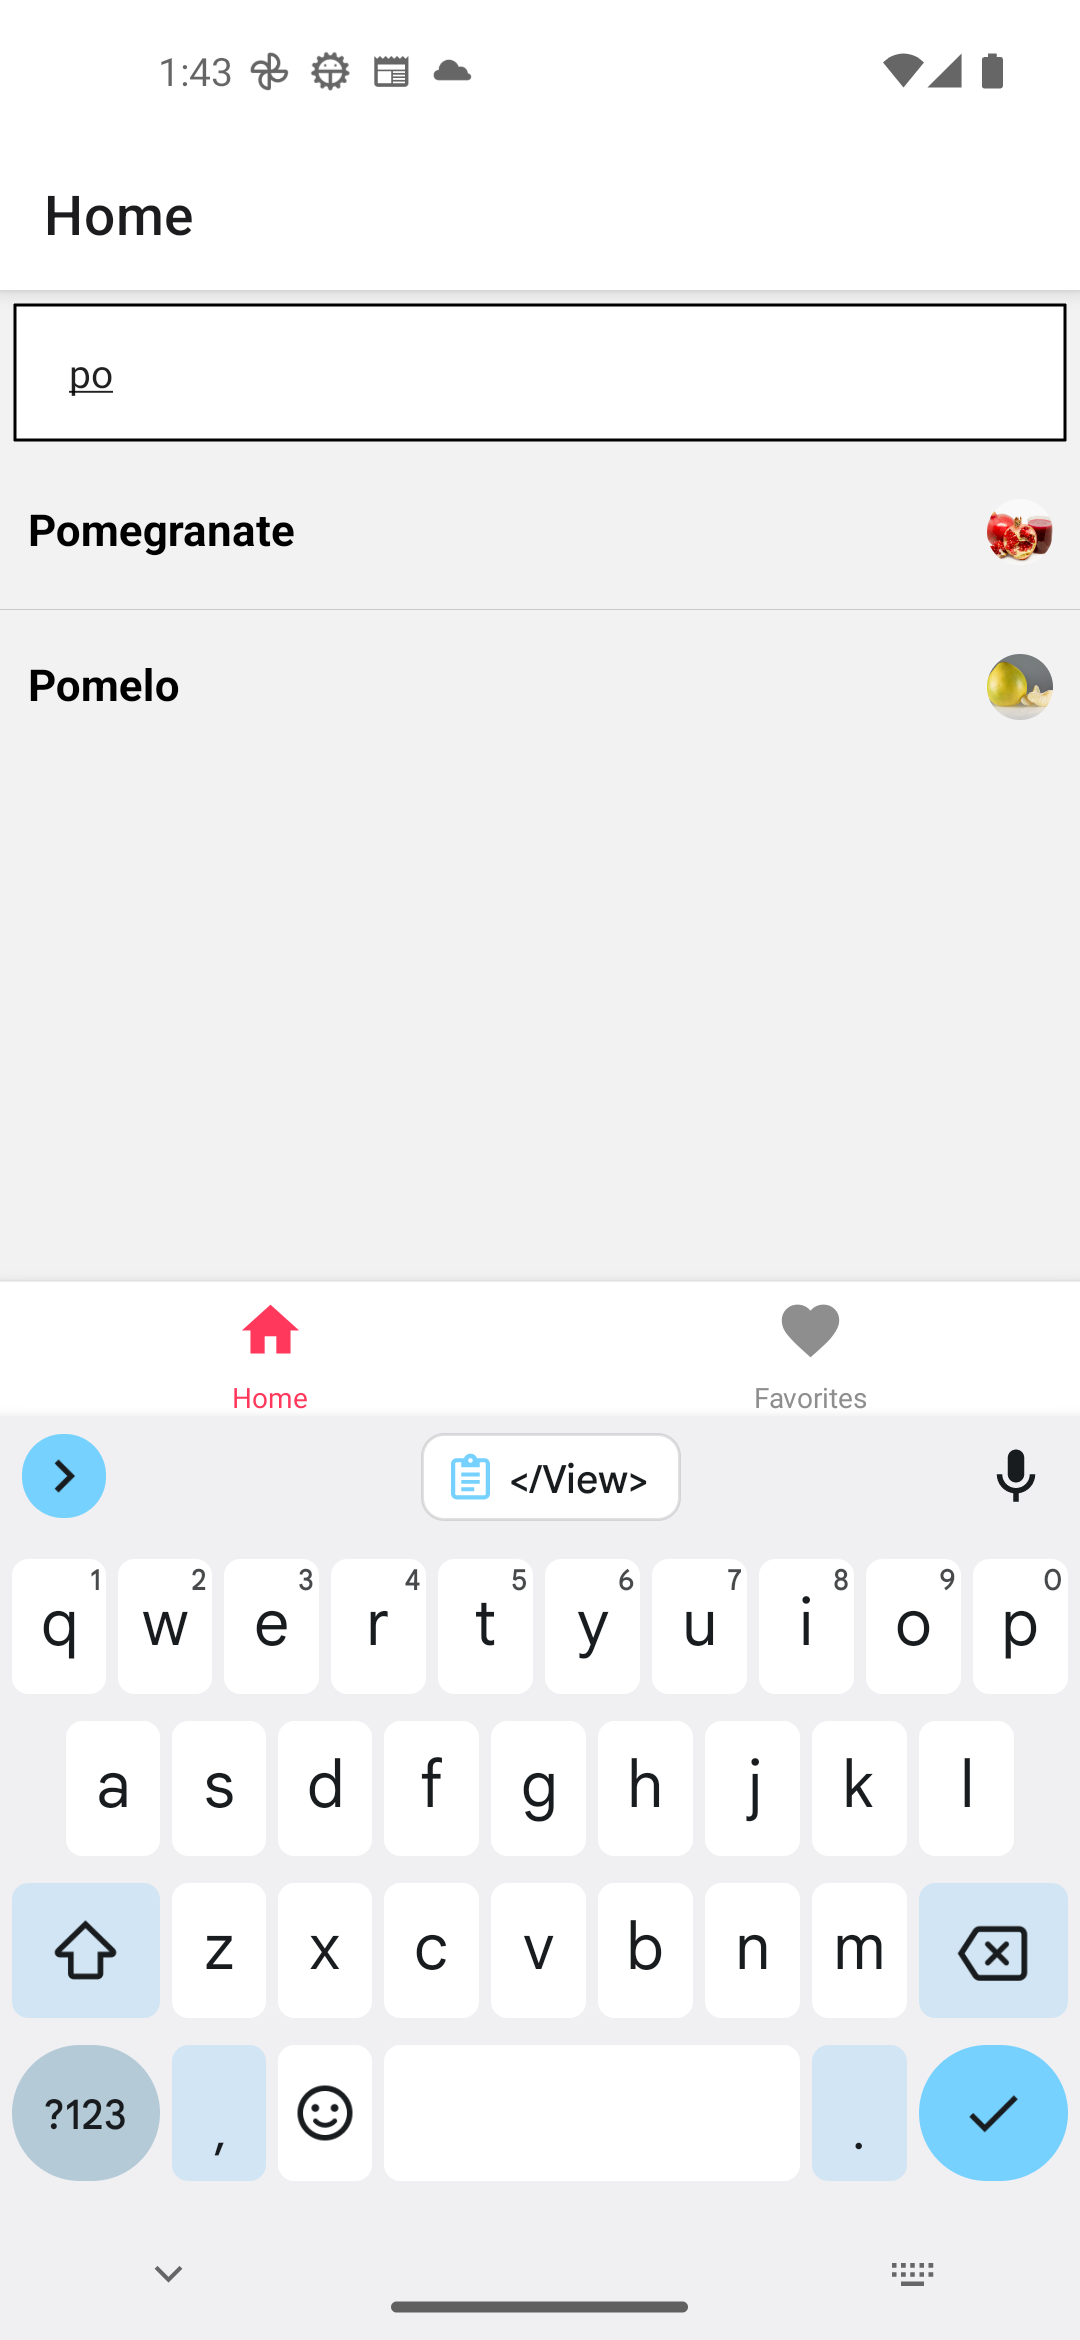 1:43
Home
po
Pomegranate
Pomelo
Home Favorites
</View>
1 2 3 4 5 6 7 8 9 0
q w e r t y u i o p
a s d f g h j k l
z x c v b n m
?123 , .